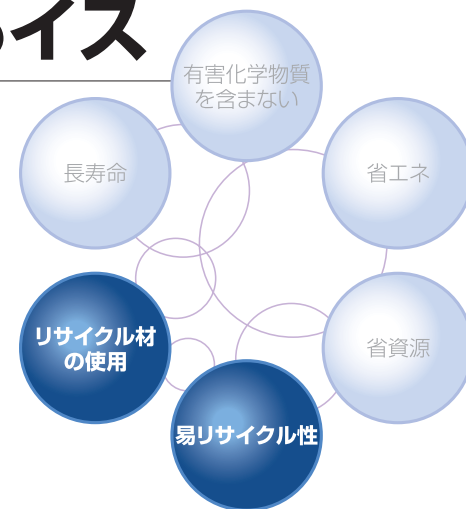 るイス
有害化学物質
を含まない
長寿命
省エネ
リサイクル材
の使用
省資源
易リサイクル性